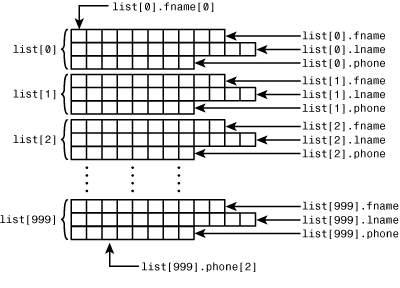 list[0].fname[0]
list[0].fname
list[0] list[0].lname
list[0].phone
list[1].fname
list[1] list[1].lname
list[1].phone
list[2].fname
list[2] list[2].lname
list[2].phone
list[999].fname
list[999] list[999].lname
list[999].phone
list[999].phone[2]